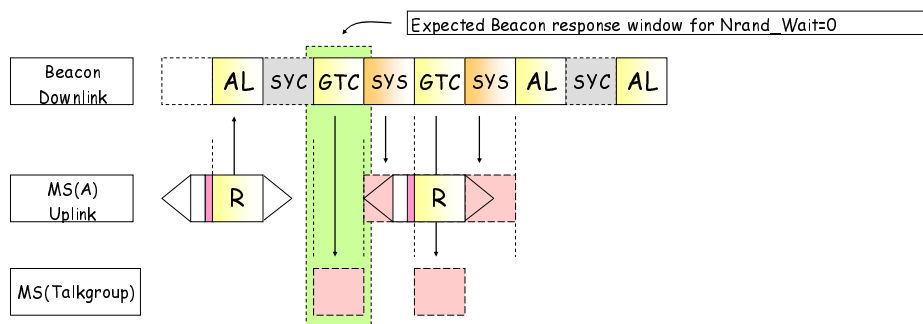 Expected Beacon response window for Nrand_Wait=0
Beacon
Downlink
AL SYC GTC SYS GTC SYS AL SYC AL
MS(A)
Uplink
R R
MS(Talkgroup)